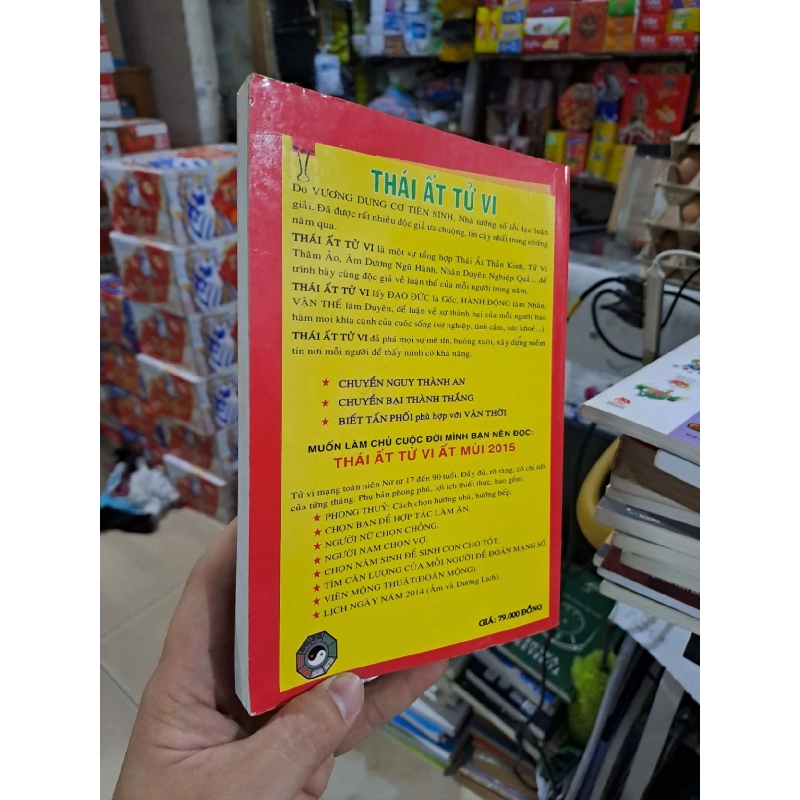 THÁI ẤT TỬ VI
Do VƯƠNG DUNG CƠ TIÊN SINH, Nhà tướng số lỗi lạc luận
giải. Đã được rất nhiều độc giả ưa chuộng, tin cậy nhất trong những
năm qua.
THÁI ẤT TỬ VI là một sự tổng hợp Thái Ất Thần Kinh, Tử Vi
Thâm Ảo, Âm Dương Ngũ Hành, Nhân Duyên Nghiệp Quả... để
trình bày cùng độc giả về luận thế của mỗi người trong năm.
THÁI ẤT TỬ VI lấy ĐẠO ĐỨC là Gốc, HÀNH ĐỘNG làm Nhân,
VẬN THẾ làm Duyên, để luận về sự thành bại của mỗi người bao
hàm mọi khía cạnh của cuộc sống (sự nghiệp, tình cảm, sức khoẻ...)
THÁI ẤT TỬ VI đả phá mọi sự mê tín, buông xuôi, xây dựng niềm
tin nơi mỗi người để thấy mình có khả năng.
★ CHUYỂN NGUY THÀNH AN
★ CHUYỂN BẠI THÀNH THẮNG
★ BIẾT TẤN PHỐI phù hợp với VẬN THỜI
MUỐN LÀM CHỦ CUỘC ĐỜI MÌNH BẠN NÊN ĐỌC:
THÁI ẤT TỬ VI ẤT MÙI 2015
Tử vi mạng toàn niên Nữ từ 17 đến 90 tuổi. Đầy đủ, rõ ràng, có chi tiết
của từng tháng. Phụ bản phong phú, lợi ích thiết thực, bao gồm:
★ PHONG THUỶ: Cách chọn hướng nhà, hướng bếp.
★ CHỌN BẠN ĐỂ HỢP TÁC LÀM ĂN.
★ NGƯỜI NỮ CHỌN CHỒNG.
★ NGƯỜI NAM CHỌN VỢ.
★ CHỌN NĂM SINH ĐỂ SINH CON CHO TỐT.
★ TÌM CÂN LƯỢNG CỦA MỖI NGƯỜI ĐỂ ĐOÁN MẠNG SỐ.
★ VIÊN MỘNG THUẬT (ĐOÁN MỘNG).
★ LỊCH NGÀY NĂM 2014 (Âm và Dương Lịch).
GIÁ: 79.000 ĐỒNG